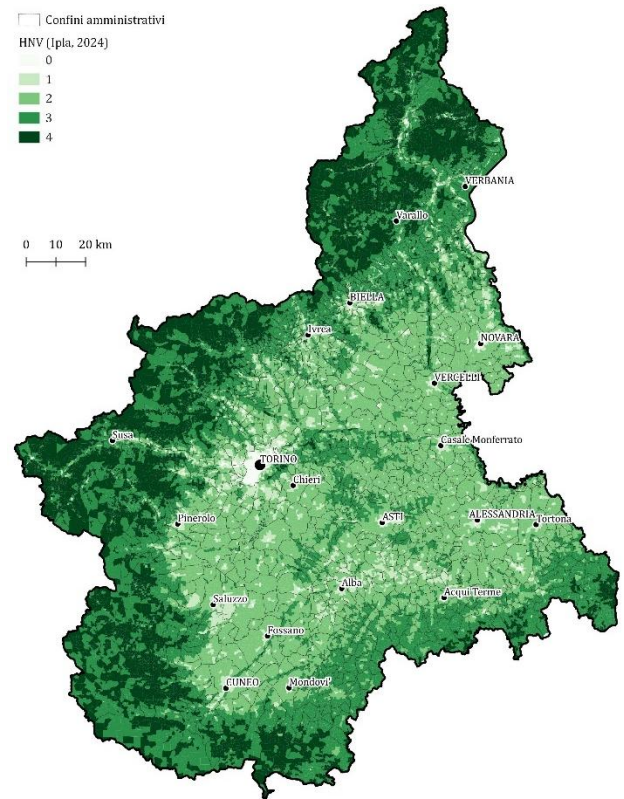 Confini amministrativi
HNV (Ipla, 2024)
0
1
2
3
4
0 10 20 km
VERBANIA
Varallo
BIELLA
Ivrea
NOVARA
VERCELLI
Susa
Casale Monferrato
TORINO
Chieri
Pinerolo
ASTI
ALESSANDRIA
Tortona
Alba
Acqui Terme
Saluzzo
Fossano
CUNEO
Mondovi'